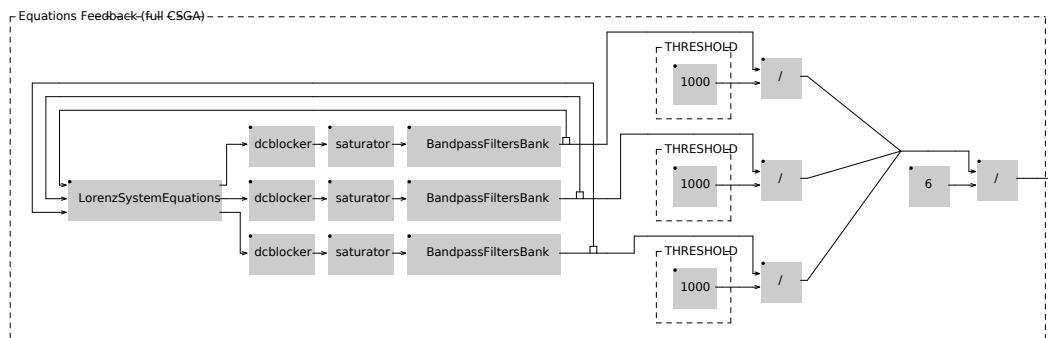 Equations Feedback (full CSGA)
THRESHOLD
1000
/
dcblocker
saturator
BandpassFiltersBank
THRESHOLD
1000
/
LorenzSystemEquations
dcblocker
saturator
BandpassFiltersBank
6
/
dcblocker
saturator
BandpassFiltersBank
THRESHOLD
1000
/